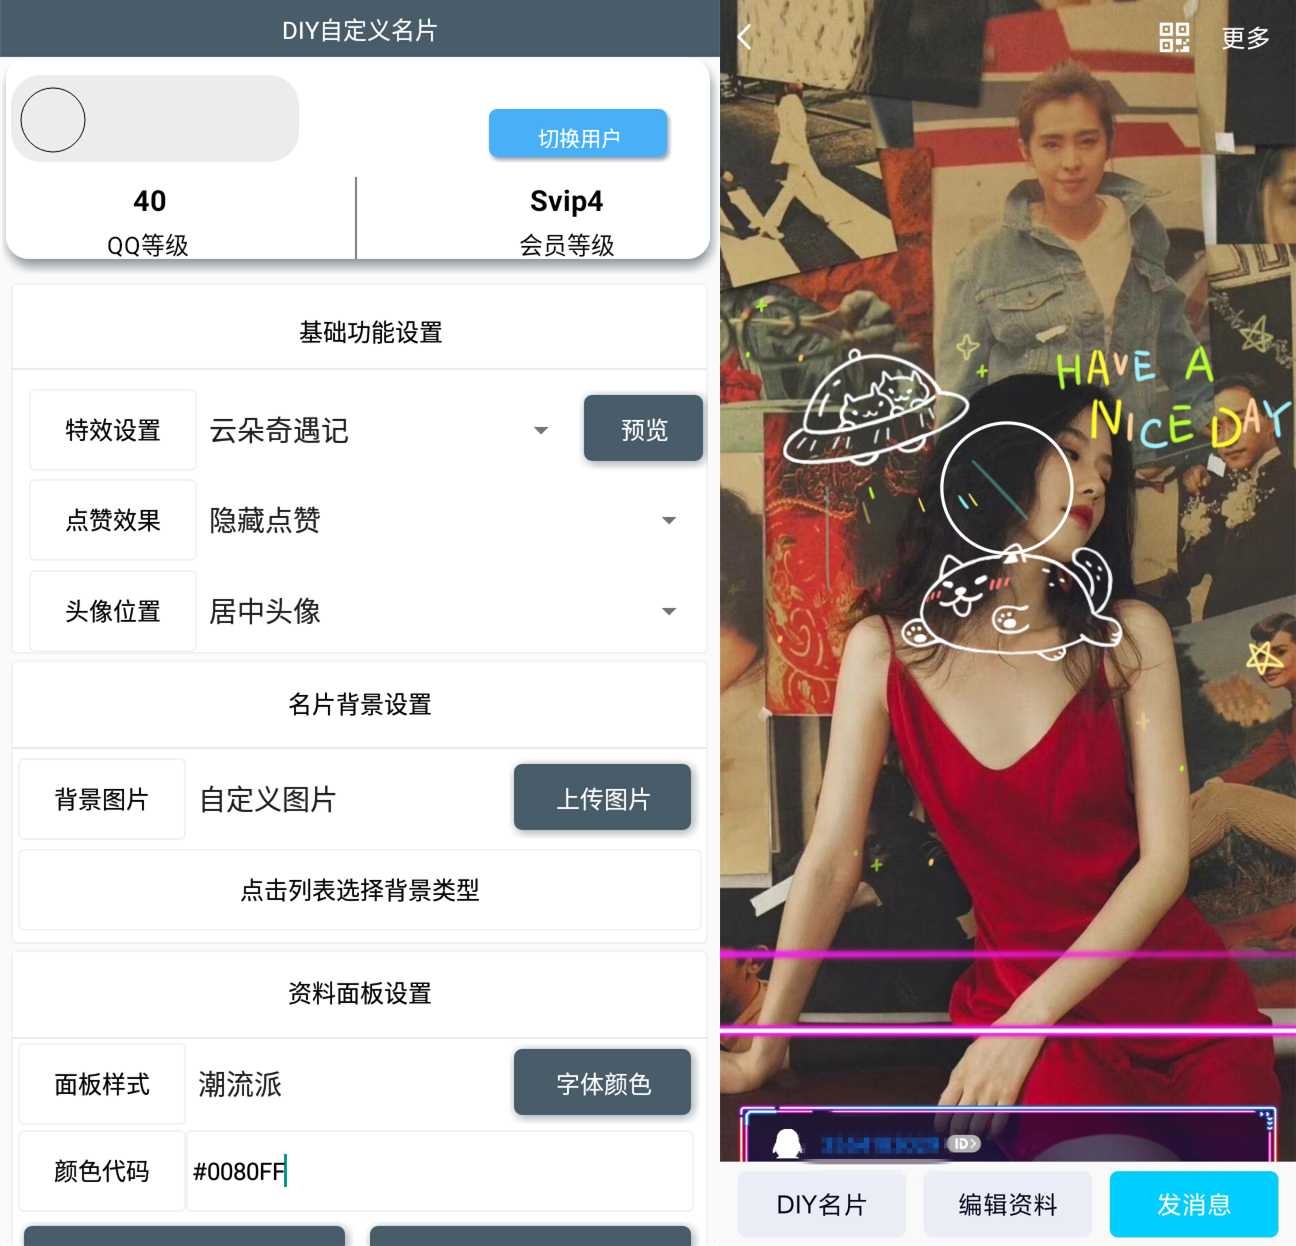 DIY自定义名片
切换用户
40
QQ等级
Svip4
会员等级
基础功能设置
特效设置
云朵奇遇记
预览
点赞效果
隐藏点赞
头像位置
居中头像
名片背景设置
背景图片
自定义图片
上传图片
点击列表选择背景类型
资料面板设置
面板样式
潮流派
字体颜色
颜色代码
#0080FF
更多
HAVE A
NICE DAY
ID
DIY名片
编辑资料
发消息